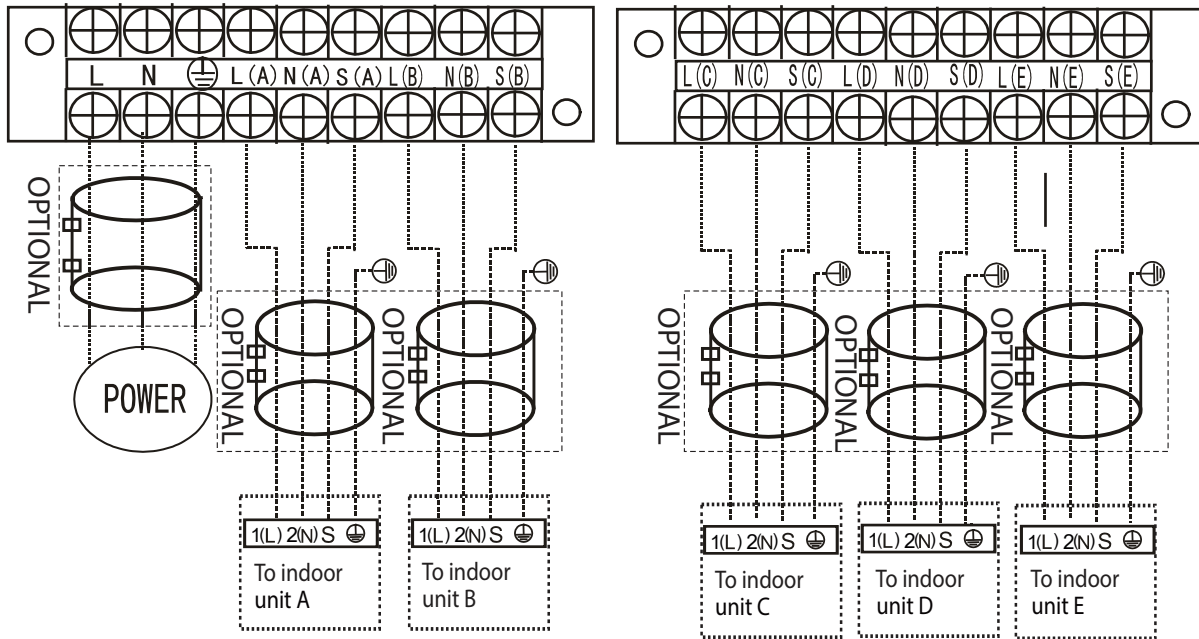 L N L(A) N(A) S(A) L(B) N(B) S(B)
L(C) N(C) S(C) L(D) N(D) S(D) L(E) N(E) S(E)
OPTIONAL
POWER
OPTIONAL
OPTIONAL
OPTIONAL
OPTIONAL
OPTIONAL
1(L) 2(N) S
To indoor
unit A
1(L) 2(N) S
To indoor
unit B
1(L) 2(N) S
To indoor
unit C
1(L) 2(N) S
To indoor
unit D
1(L) 2(N) S
To indoor
unit E